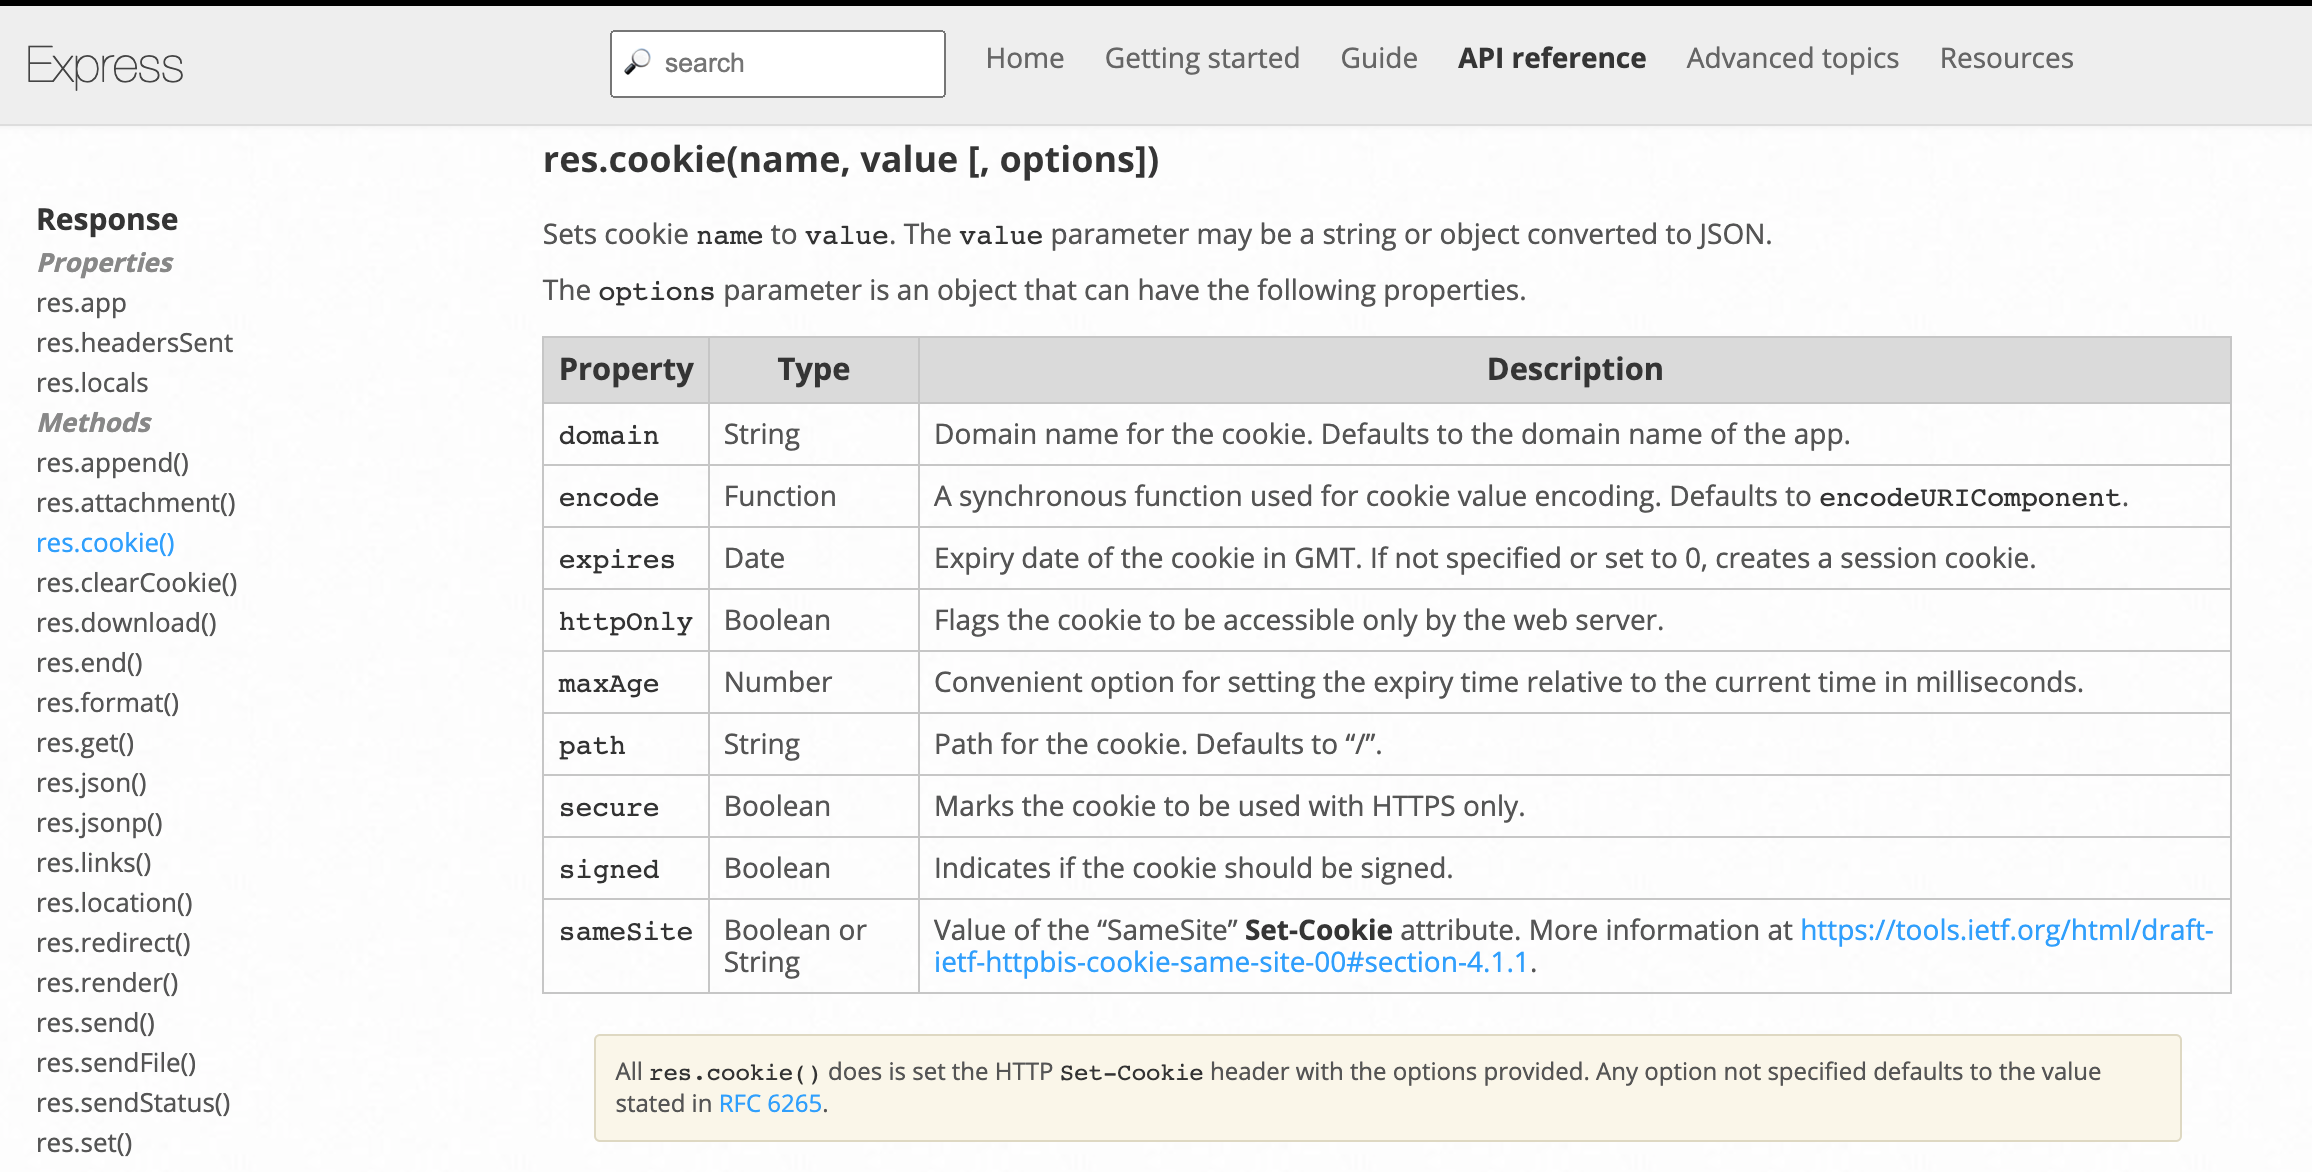 Express
search
Home Getting started Guide API reference Advanced topics Resources
Response
Properties
res.app
res.headersSent
res.locals
Methods
res.append()
res.attachment()
res.cookie()
res.clearCookie()
res.download()
res.end()
res.format()
res.get()
res.json()
res.jsonp()
res.links()
res.location()
res.redirect()
res.render()
res.send()
res.sendFile()
res.sendStatus()
res.set()
res.cookie(name, value [, options])
Sets cookie name to value. The value parameter may be a string or object converted to JSON.
The options parameter is an object that can have the following properties.
Property Type Description
domain String Domain name for the cookie. Defaults to the domain name of the app.
encode Function A synchronous function used for cookie value encoding. Defaults to encodeURIComponent.
expires Date Expiry date of the cookie in GMT. If not specified or set to 0, creates a session cookie.
httpOnly Boolean Flags the cookie to be accessible only by the web server.
maxAge Number Convenient option for setting the expiry time relative to the current time in milliseconds.
path String Path for the cookie. Defaults to “/”.
secure Boolean Marks the cookie to be used with HTTPS only.
signed Boolean Indicates if the cookie should be signed.
sameSite Boolean or String Value of the “SameSite” Set-Cookie attribute. More information at https://tools.ietf.org/html/draft-
ietf-httpbis-cookie-same-site-00#section-4.1.1.
All res.cookie() does is set the HTTP Set-Cookie header with the options provided. Any option not specified defaults to the value
stated in RFC 6265.